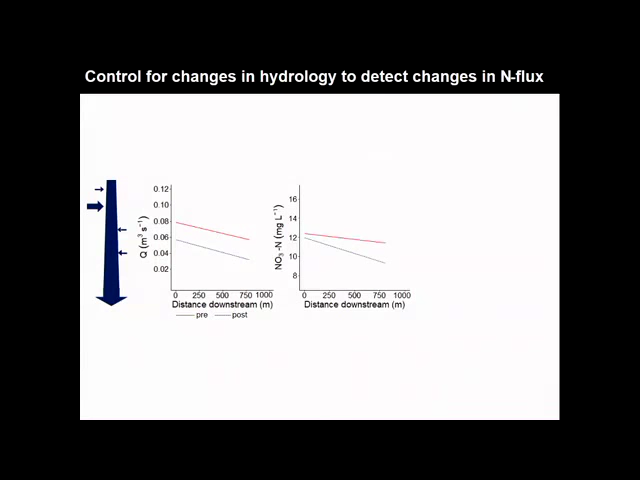 Control for changes in hydrology to detect changes in N-flux
0.12
0.10
0.08
0.06
0.04
0.02
Q (m³ s⁻¹)
0 250 500 750 1000
Distance downstream (m)
pre post
16
14
12
10
8
NO₃⁻-N (mg L⁻¹)
0 250 500 750 1000
Distance downstream (m)